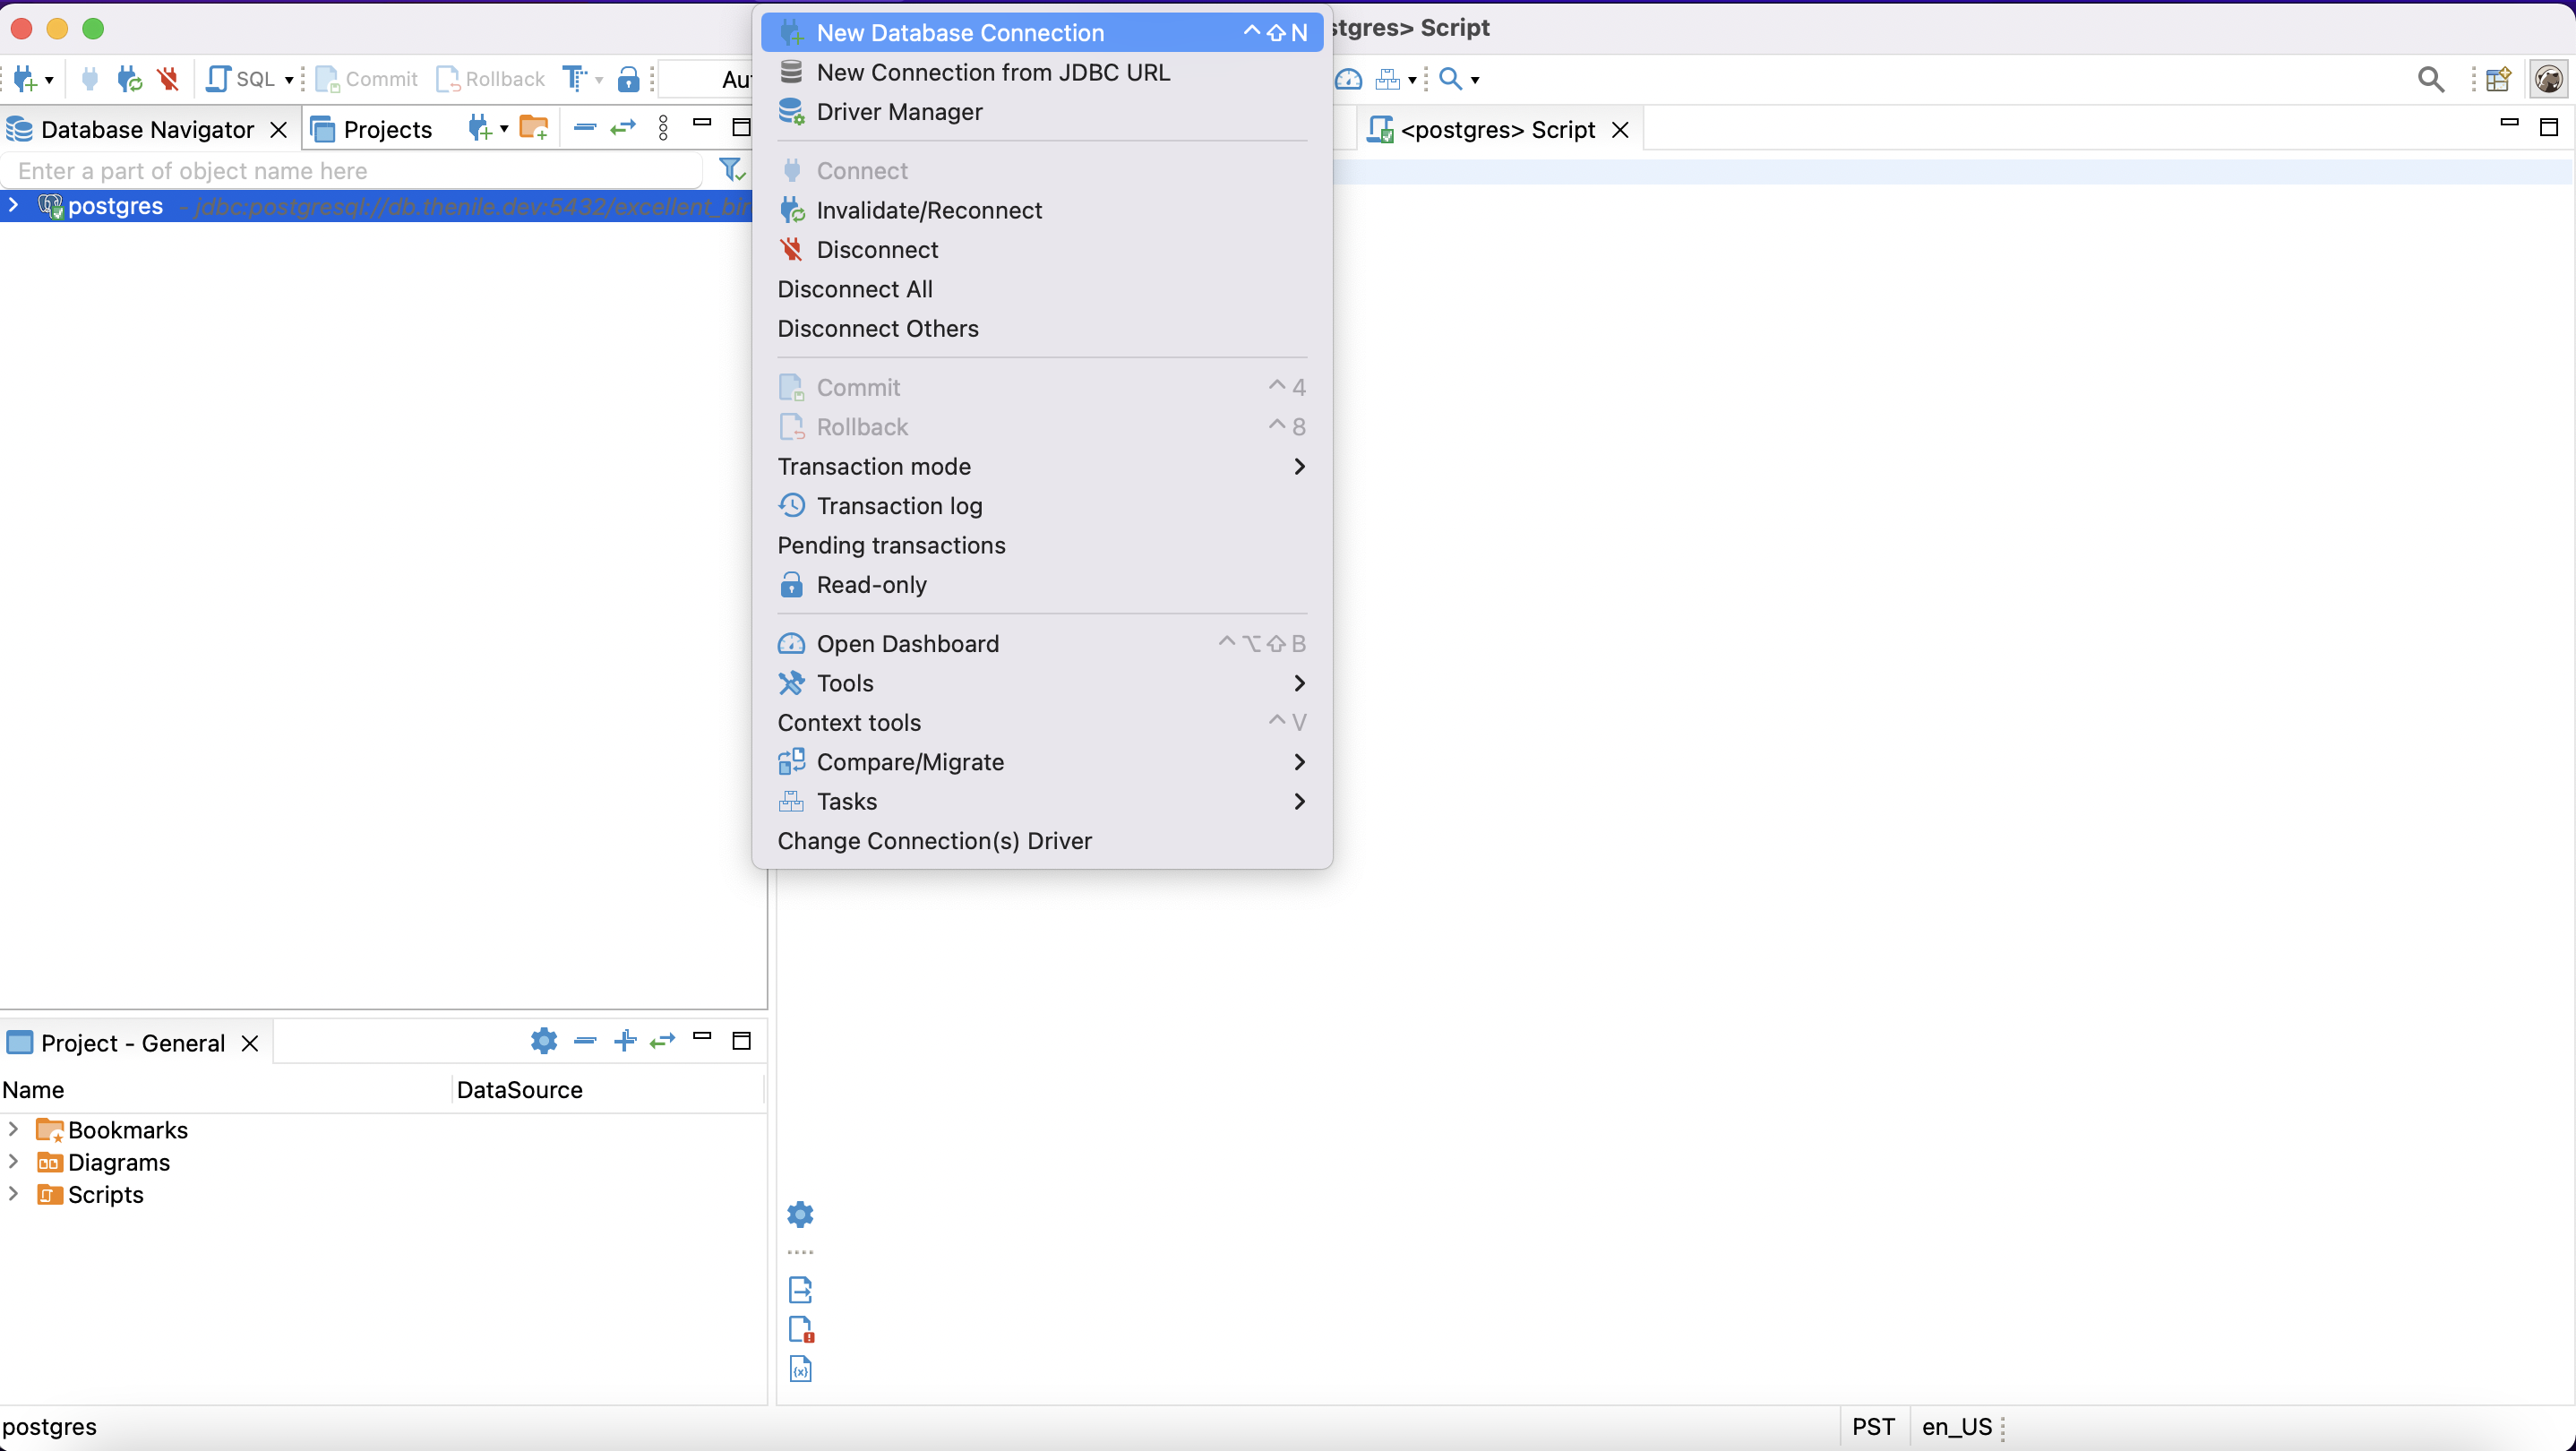 New Database Connection ^⇧N
stgres> Script
New Connection from JDBC URL
Driver Manager
Connect
Invalidate/Reconnect
Disconnect
Disconnect All
Disconnect Others
Commit ^4
Rollback ^8
Transaction mode
Transaction log
Pending transactions
Read-only
Open Dashboard ^⌥⇧B
Tools
Context tools ^V
Compare/Migrate
Tasks
Change Connection(s) Driver
SQL Commit Rollback Aut
Database Navigator Projects
<postgres> Script
Enter a part of object name here
postgres - jdbc:postgresql://db.thenile.dev:5432/excellent_bir
Project - General
Name DataSource
Bookmarks
Diagrams
Scripts
postgres PST en_US